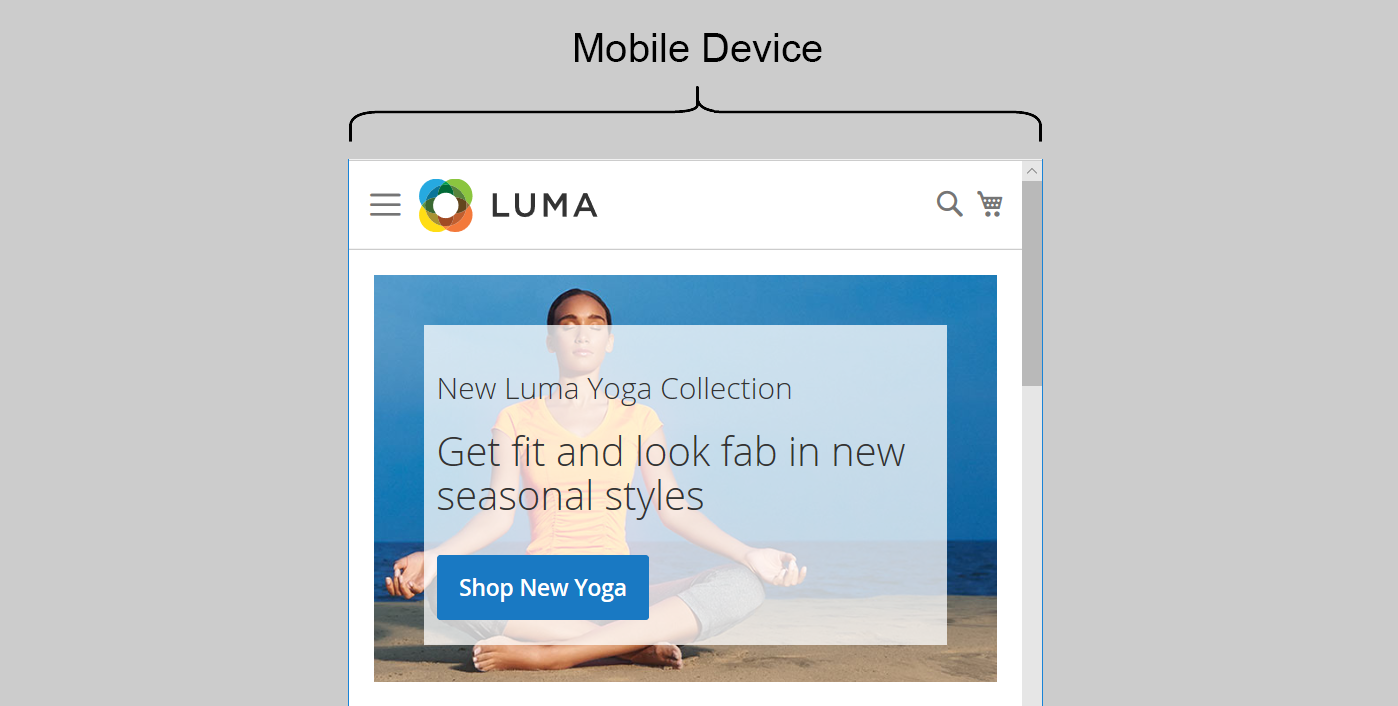 Mobile Device
LUMA
New Luma Yoga Collection
Get fit and look fab in new
seasonal styles
Shop New Yoga